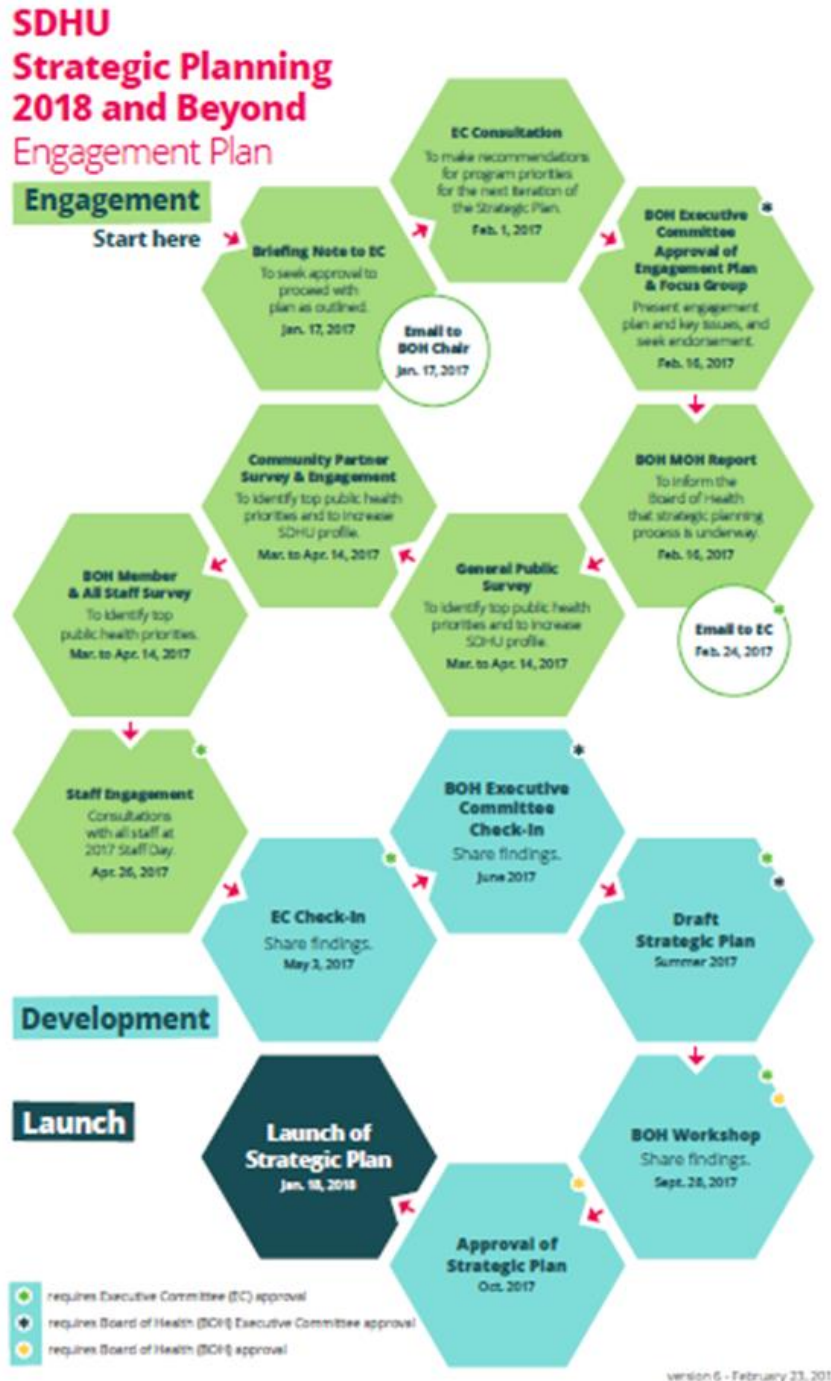 SDHU
Strategic Planning
2018 and Beyond
Engagement Plan
Engagement
Start here
Briefing Note to EC
To seek approval to
proceed with
plan as outlined.
Jan. 17, 2017
Email to
BOH Chair
Jan. 17, 2017
EC Consultation
To make recommendations
for program priorities
for the next iteration of
the Strategic Plan.
Feb. 1, 2017
BOH Executive
Committee
Approval of
Engagement Plan
& Focus Group
Present engagement
plan and key issues, and
seek endorsement.
Feb. 16, 2017
BOH MOH Report
To inform the
Board of Health
that strategic planning
process is underway.
Feb. 16, 2017
Email to EC
Feb. 24, 2017
General Public
Survey
To identify top public health
priorities and to increase
SDHU profile.
Mar. to Apr. 14, 2017
Community Partner
Survey & Engagement
To identify top public health
priorities and to increase
SDHU profile.
Mar. to Apr. 14, 2017
BOH Member
& All Staff Survey
To identify top
public health priorities.
Mar. to Apr. 14, 2017
Staff Engagement
Consultations
with all staff at
2017 Staff Day.
Apr. 26, 2017
EC Check-In
Share findings.
May 3, 2017
BOH Executive
Committee
Check-In
Share findings.
June 2017
Draft
Strategic Plan
Summer 2017
Development
BOH Workshop
Share findings.
Sept. 28, 2017
Approval of
Strategic Plan
Oct. 2017
Launch
Launch of
Strategic Plan
Jan. 18, 2018
requires Executive Committee (EC) approval
requires Board of Health (BOH) Executive Committee approval
requires Board of Health (BOH) approval
version 6 - February 23, 201